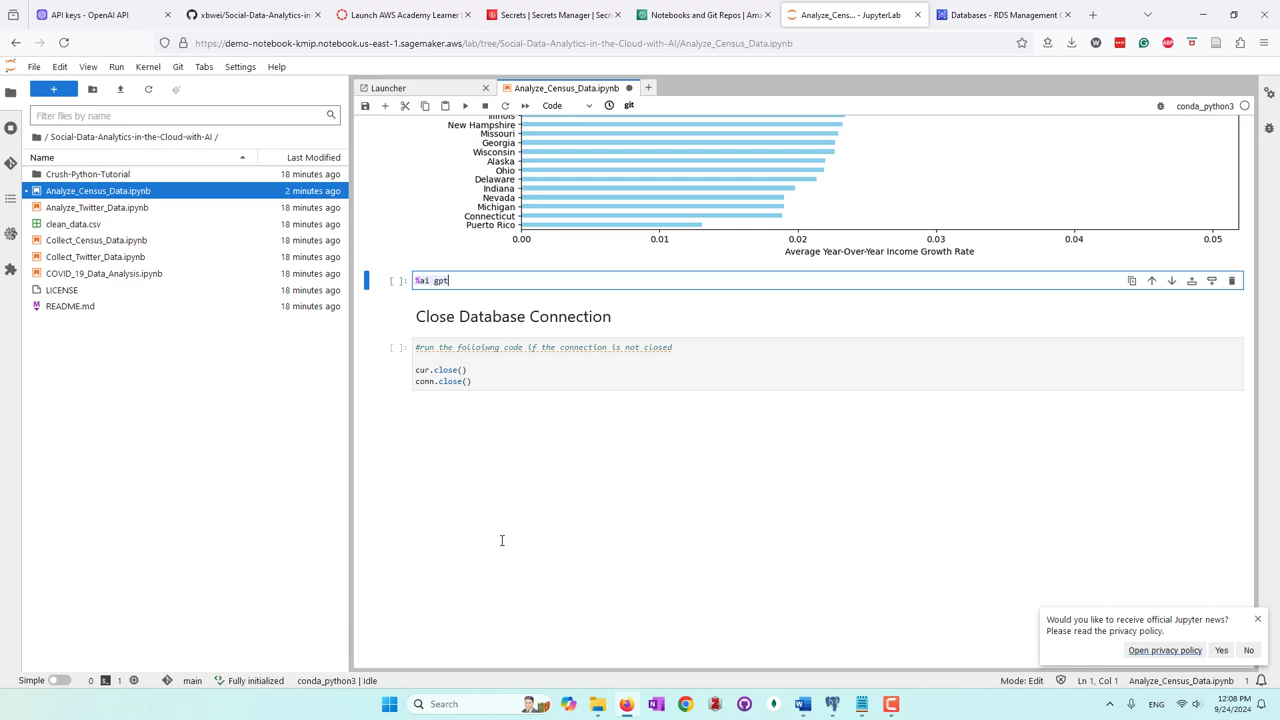 API keys - OpenAI API
xbwei/Social-Data-Analytics-in-
Launch AWS Academy Learner
Secrets | Secrets Manager | Se
Notebooks and Git Repos | Am
Analyze_Cens... - JupyterLab
Databases - RDS Management
https://demo-notebook-kmip.notebook.us-east-1.sagemaker.aws/lab/tree/Social-Data-Analytics-in-the-Cloud-with-AI/Analyze_Census_Data.ipynb
File Edit View Run Kernel Git Tabs Settings Help
Filter files by name
/ Social-Data-Analytics-in-the-Cloud-with-AI /
Name Last Modified
Crush-Python-Tutorial 18 minutes ago
Analyze_Census_Data.ipynb 2 minutes ago
Analyze_Twitter_Data.ipynb 18 minutes ago
clean_data.csv 18 minutes ago
Collect_Census_Data.ipynb 18 minutes ago
Collect_Twitter_Data.ipynb 18 minutes ago
COVID_19_Data_Analysis.ipynb 18 minutes ago
LICENSE 18 minutes ago
README.md 18 minutes ago
Launcher
Analyze_Census_Data.ipynb
Code
git
conda_python3
Illinois
New Hampshire
Missouri
Georgia
Wisconsin
Alaska
Ohio
Delaware
Indiana
Nevada
Michigan
Connecticut
Puerto Rico
0.00 0.01 0.02 0.03 0.04 0.05
Average Year-Over-Year Income Growth Rate
[ ]: %ai gpt
Close Database Connection
[ ]: #run the folloiwng code if the connection is not closed
cur.close()
conn.close()
Would you like to receive official Jupyter news?
Please read the privacy policy.
Open privacy policy Yes No
Simple 0 1 main Fully initialized conda_python3 | Idle Mode: Edit Ln 1, Col 1 Analyze_Census_Data.ipynb 1
Search
ENG
12:08 PM
9/24/2024